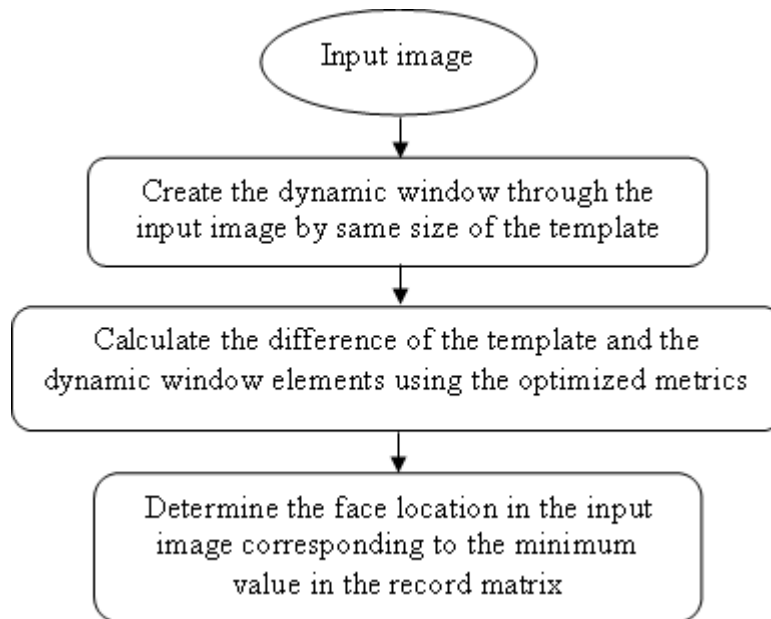 Input image
Create the dynamic window through the
input image by same size of the template
Calculate the difference of the template and the
dynamic window elements using the optimized metrics
Determine the face location in the input
image corresponding to the minimum
value in the record matrix